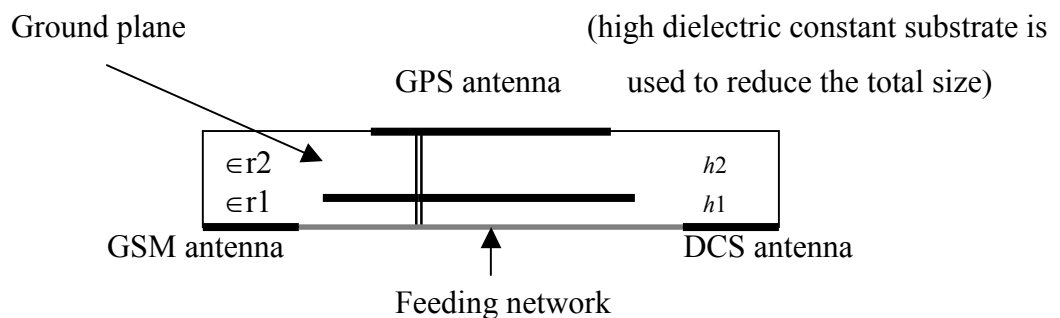 Ground plane
(high dielectric constant substrate is
GPS antenna
used to reduce the total size)
∈r2
h2
∈r1
h1
GSM antenna
DCS antenna
Feeding network